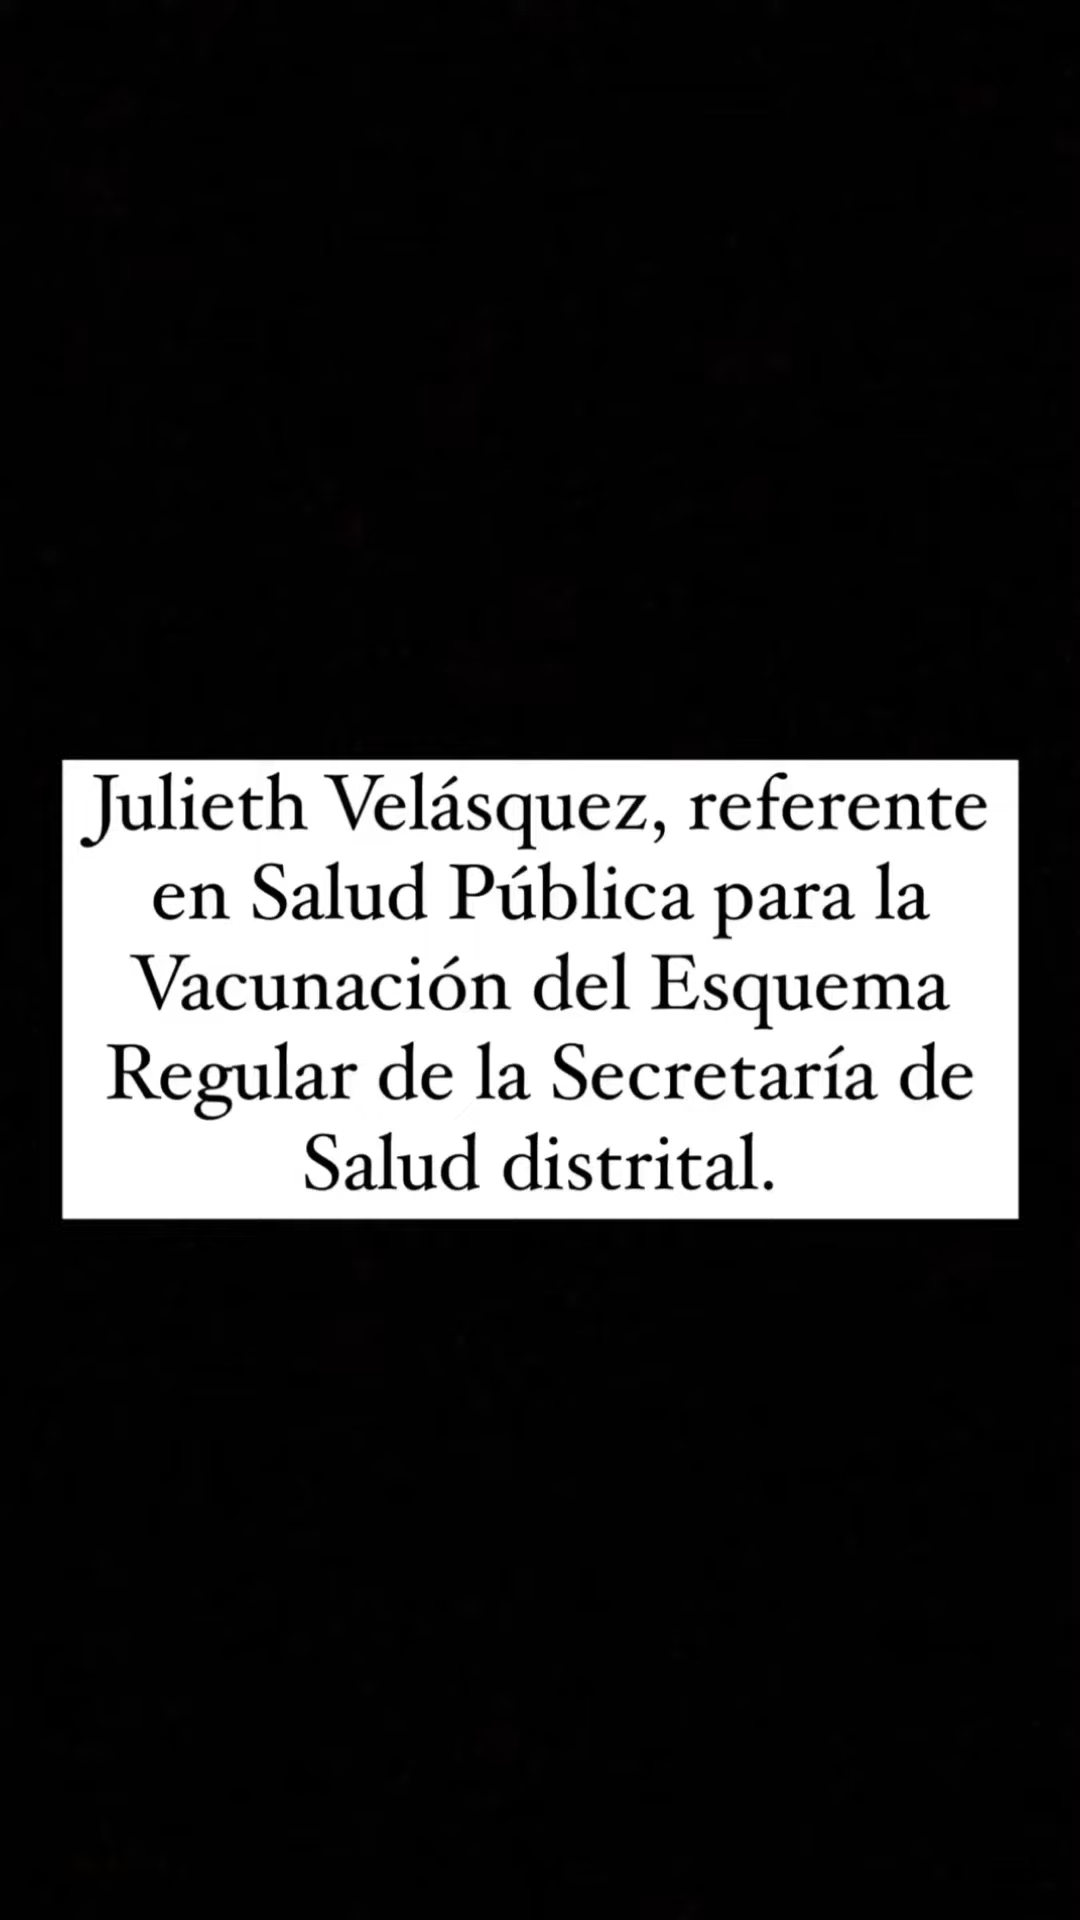 Julieth Velásquez, referente
en Salud Pública para la
Vacunación del Esquema
Regular de la Secretaría de
Salud distrital.